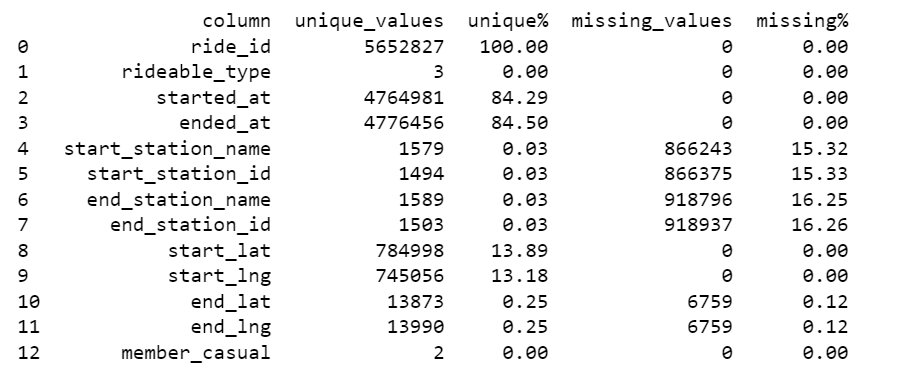 column unique_values unique% missing_values missing%
0 ride_id 5652827 100.00 0 0.00
1 rideable_type 3 0.00 0 0.00
2 started_at 4764981 84.29 0 0.00
3 ended_at 4776456 84.50 0 0.00
4 start_station_name 1579 0.03 866243 15.32
5 start_station_id 1494 0.03 866375 15.33
6 end_station_name 1589 0.03 918796 16.25
7 end_station_id 1503 0.03 918937 16.26
8 start_lat 784998 13.89 0 0.00
9 start_lng 745056 13.18 0 0.00
10 end_lat 13873 0.25 6759 0.12
11 end_lng 13990 0.25 6759 0.12
12 member_casual 2 0.00 0 0.00